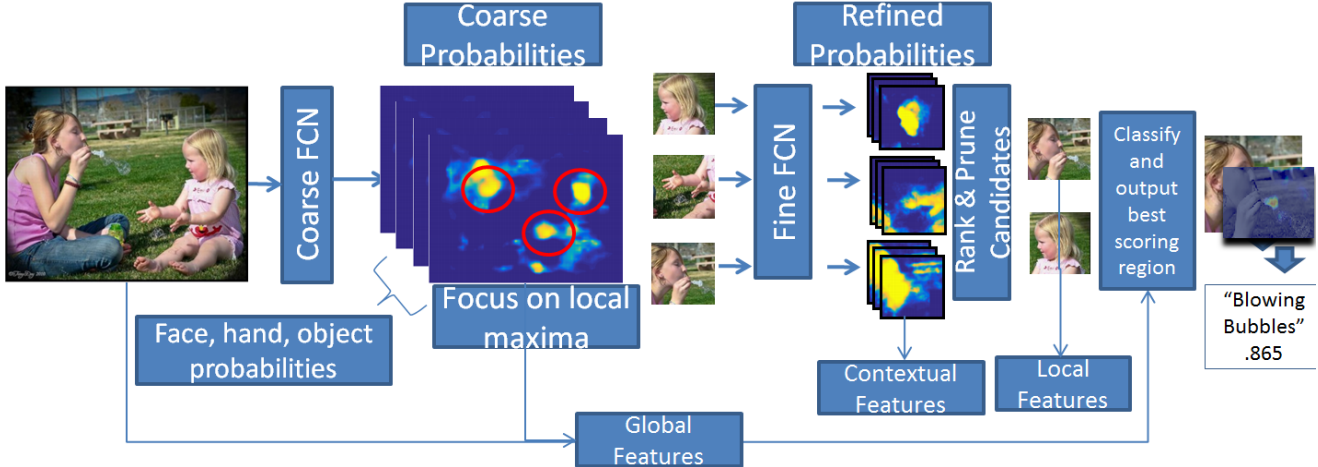 Coarse
Probabilities
Refined
Probabilities
Coarse FCN
Fine FCN
Rank & Prune
Candidates
Classify
and
output
best
scoring
region
Focus on local
maxima
Face, hand, object
probabilities
"Blowing
Bubbles"
.865
Contextual
Features
Local
Features
Global
Features